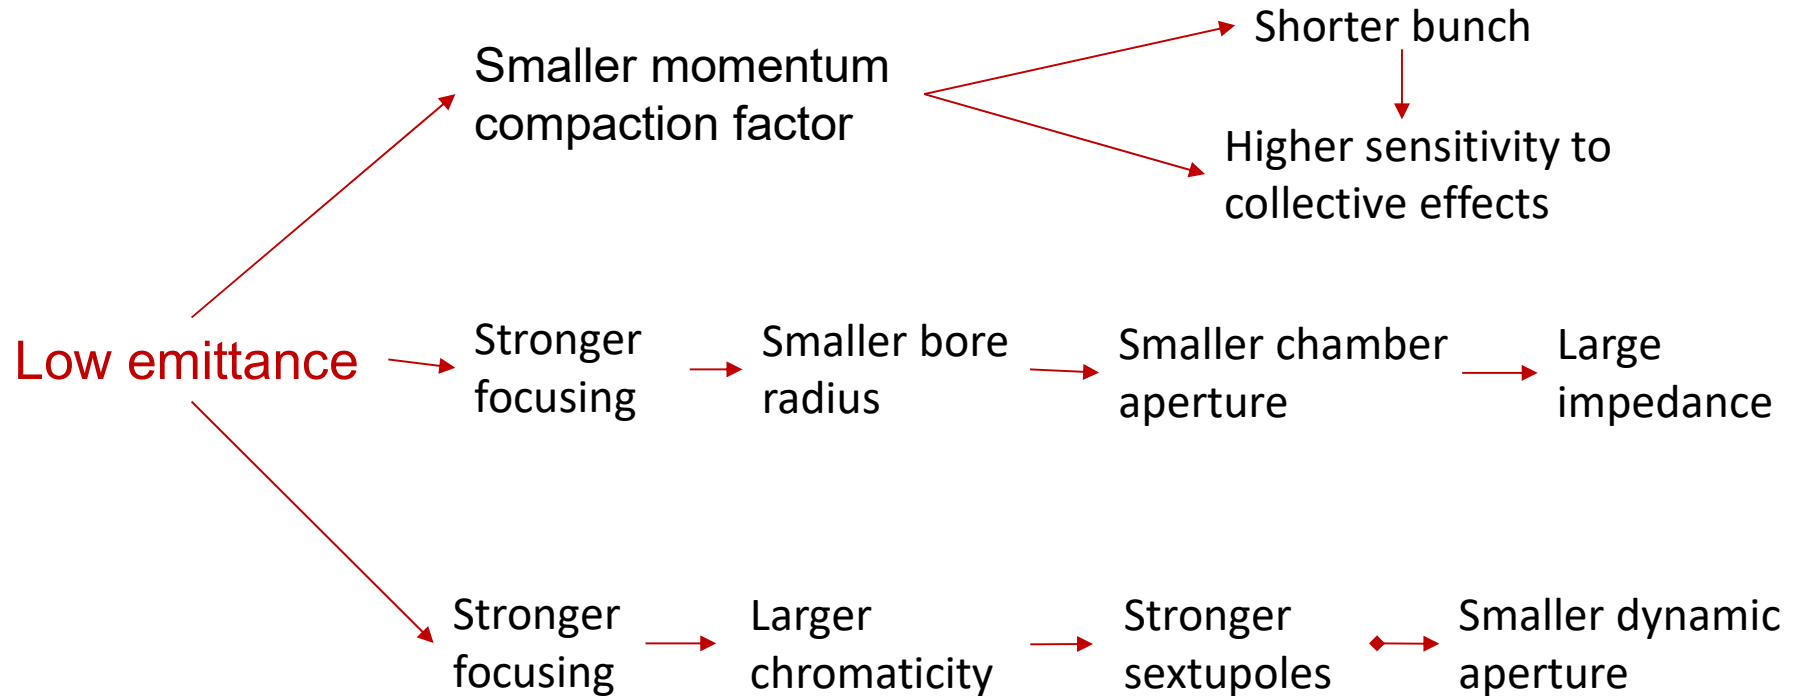 Shorter bunch
Smaller momentum
compaction factor
Higher sensitivity to
collective effects
Low emittance
Stronger
focusing
Smaller bore
radius
Smaller chamber
aperture
Large
impedance
Stronger
focusing
Larger
chromaticity
Stronger
sextupoles
Smaller dynamic
aperture